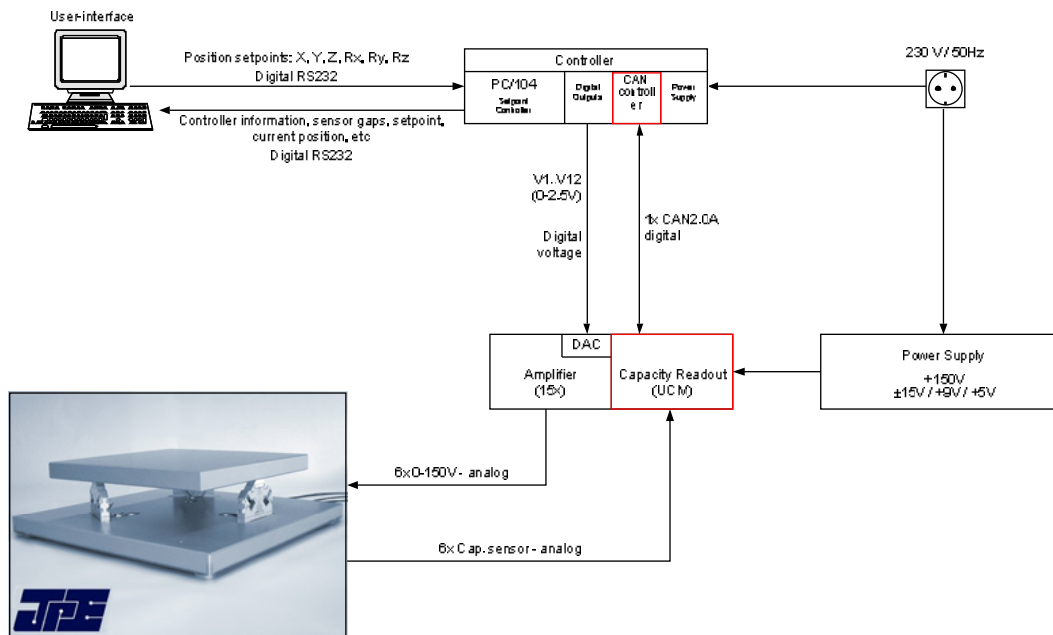 User-interface
Position setpoints: X, Y, Z, Rx, Ry, Rz
Digital RS232
Controller information, sensor gaps, setpoint,
current position, etc
Digital RS232
Controller
PC/104
Setpoint
Controller
Digital
Outputs
CAN
controll
er
Power
Supply
230 V / 50Hz
V1..V12
(0-2.5V)
Digital
voltage
1x CAN2.0A
digital
DAC
Amplifier
(15x)
Capacity Readout
(UCM)
Power Supply
+150V
±15V / +9V / +5V
6x0-150V- analog
6x Cap.sensor- analog
JPE